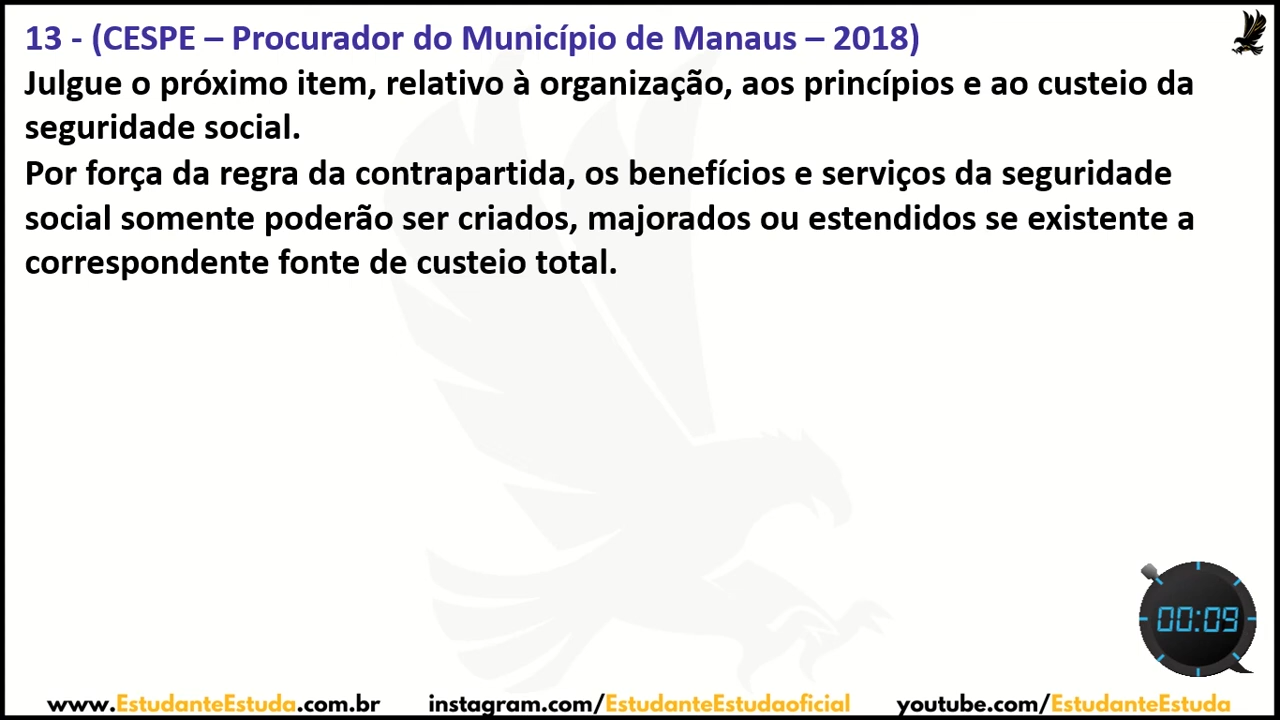 13 - (CESPE – Procurador do Município de Manaus – 2018)
Julgue o próximo item, relativo à organização, aos princípios e ao custeio da
seguridade social.
Por força da regra da contrapartida, os benefícios e serviços da seguridade
social somente poderão ser criados, majorados ou estendidos se existente a
correspondente fonte de custeio total.
00:09
www.EstudanteEstuda.com.br instagram.com/EstudanteEstudaoficial youtube.com/EstudanteEstuda